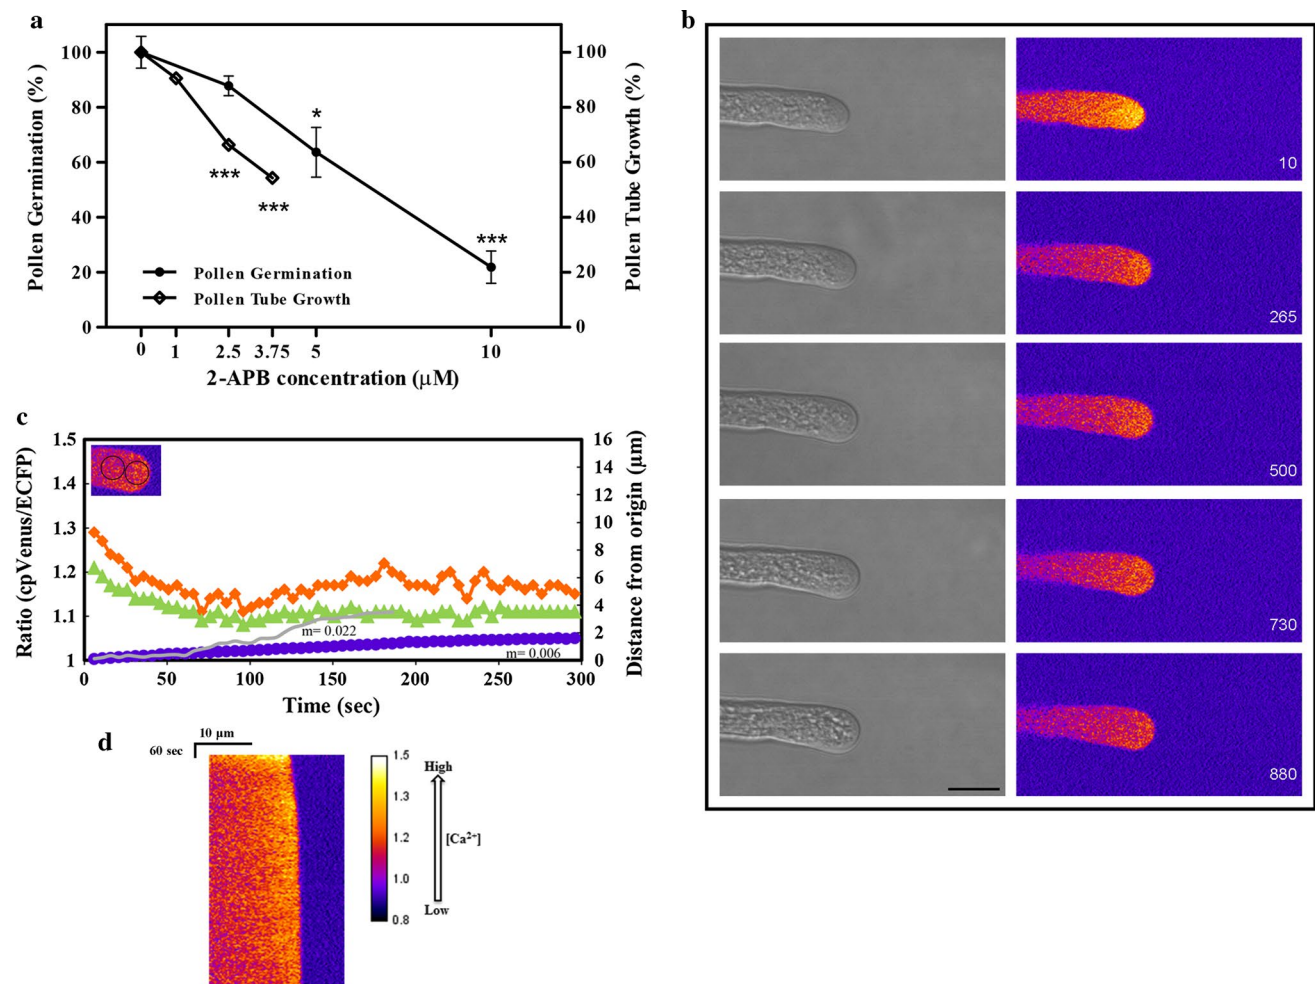 a
100
80
60
40
20
0
Pollen Germination (%)
100
80
60
40
20
0
Pollen Tube Growth (%)
*
***
***
***
Pollen Germination
Pollen Tube Growth
0 1 2.5 3.75 5 10
2-APB concentration (μM)
b
10
265
500
730
880
c
1.5
1.4
1.3
1.2
1.1
1
Ratio (cpVenus/ECFP)
16
14
12
10
8
6
4
2
0
Distance from origin (μm)
m= 0.022
m= 0.006
0 50 100 150 200 250 300
Time (sec)
d
10 μm
60 sec
1.5
1.3
1.2
1.0
0.8
High
[Ca²⁺]
Low